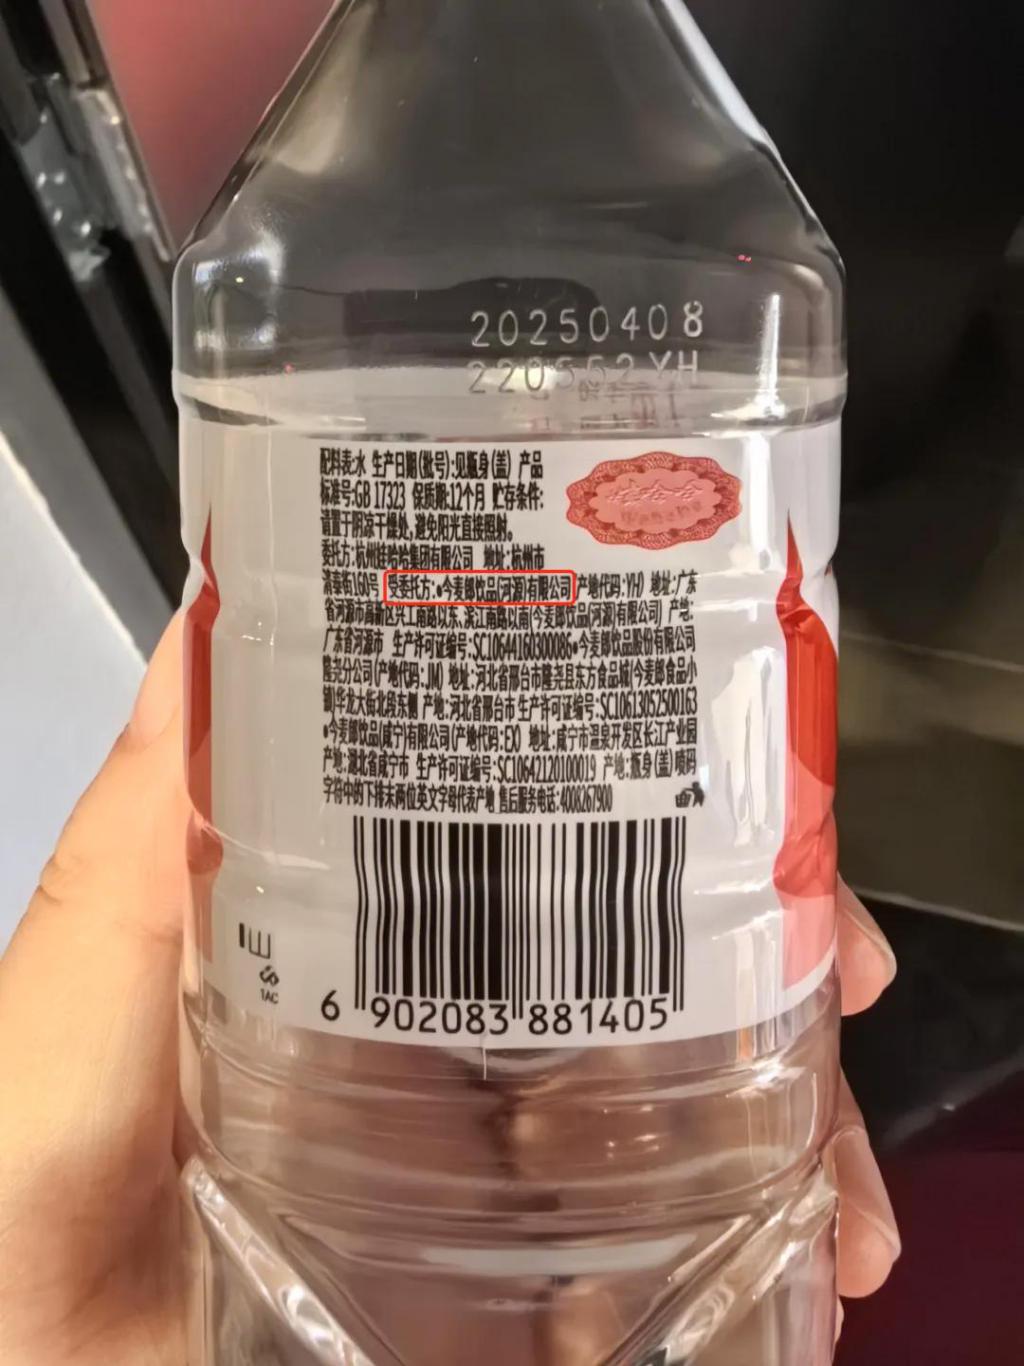 20250408
220552YH
配料表:水 生产日期(批号):见瓶身(盖) 产品
标准号:GB 17323 保质期:12个月 贮存条件:
请置于阴凉干燥处,避免阳光直接照射。
委托方:杭州娃哈哈集团有限公司 地址:杭州市
清泰街160号 受委托方:●今麦郎饮品(河源)有限公司(产地代码:YH) 地址:广东
省河源市高新区兴工南路以东、滨江南路以南(今麦郎饮品(河源)有限公司) 产地:
广东省河源市 生产许可证编号:SC10644160300086●今麦郎饮品股份有限公司
隆尧分公司(产地代码:JM) 地址:河北省邢台市隆尧县东方食品城(今麦郎食品小
镇)华龙大街北段东侧 产地:河北省邢台市 生产许可证编号:SC10613052500163
●今麦郎饮品(咸宁)有限公司(产地代码:EX) 地址:咸宁市温泉开发区长江产业园
产地:湖北省咸宁市 生产许可证编号:SC10642120100019 产地:瓶身(盖)喷码
字符中的下排末两位英文字母代表产地 售后服务电话:4008267900
娃哈哈
Wahaha
1AC
6 902083 881405